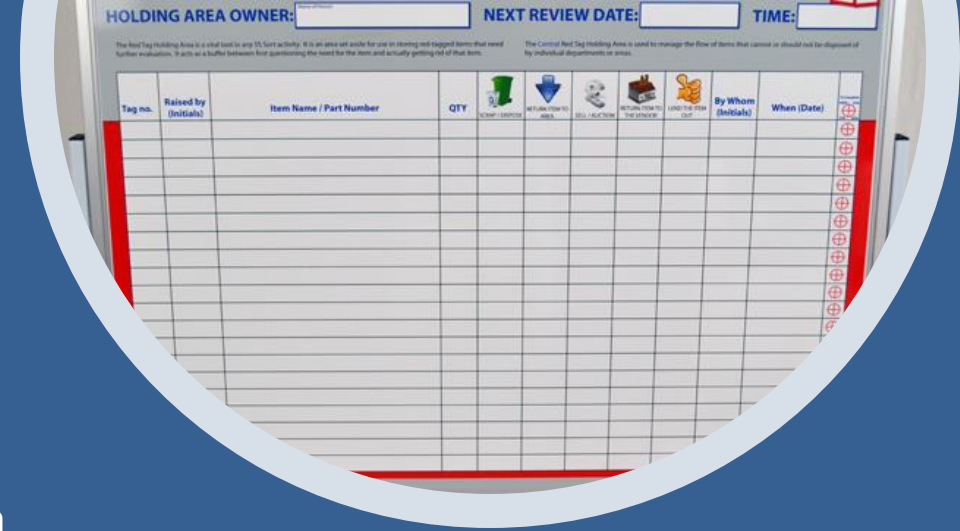 HOLDING AREA OWNER: NEXT REVIEW DATE: TIME:
The Red Tag Holding Area is a vital tool in any 5S Sort activity. It is an area set aside for use in storing red-tagged items that need
further evaluation. It acts as a buffer between first questioning the need for the item and actually getting rid of that item.
The Central Red Tag Holding Area is used to manage the flow of items that cannot or should not be disposed of
by individual departments or areas.
Tag no.
Raised by
(Initials)
Item Name / Part Number
QTY
SCRAP / DISPOSE
RETURN ITEM TO
AREA
SELL / AUCTION
RETURN ITEM TO
THE VENDOR
LEND THE ITEM
OUT
By Whom
(Initials)
When (Date)